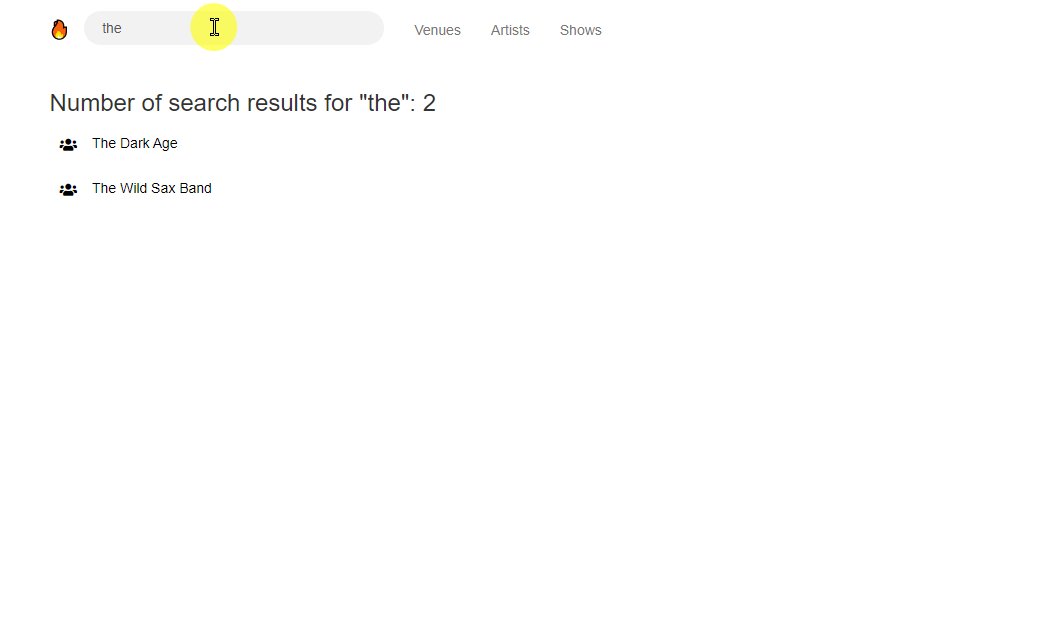 the
Venues Artists Shows
Number of search results for "the": 2
The Dark Age
The Wild Sax Band